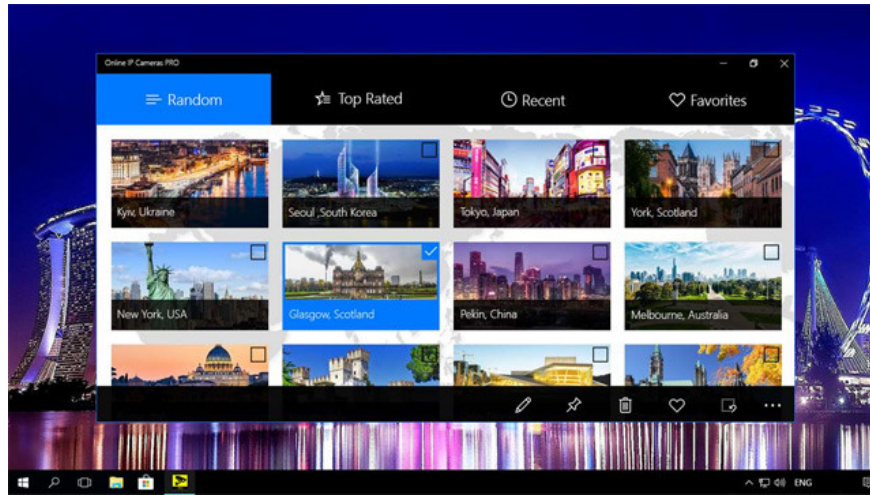 Online IP Cameras PRO
Random
Top Rated
Recent
Favorites
Kyiv, Ukraine
Seoul ,South Korea
Tokyo, Japan
York, Scotland
New York, USA
Glasgow, Scotland
Pekin, China
Melbourne, Australia
ENG